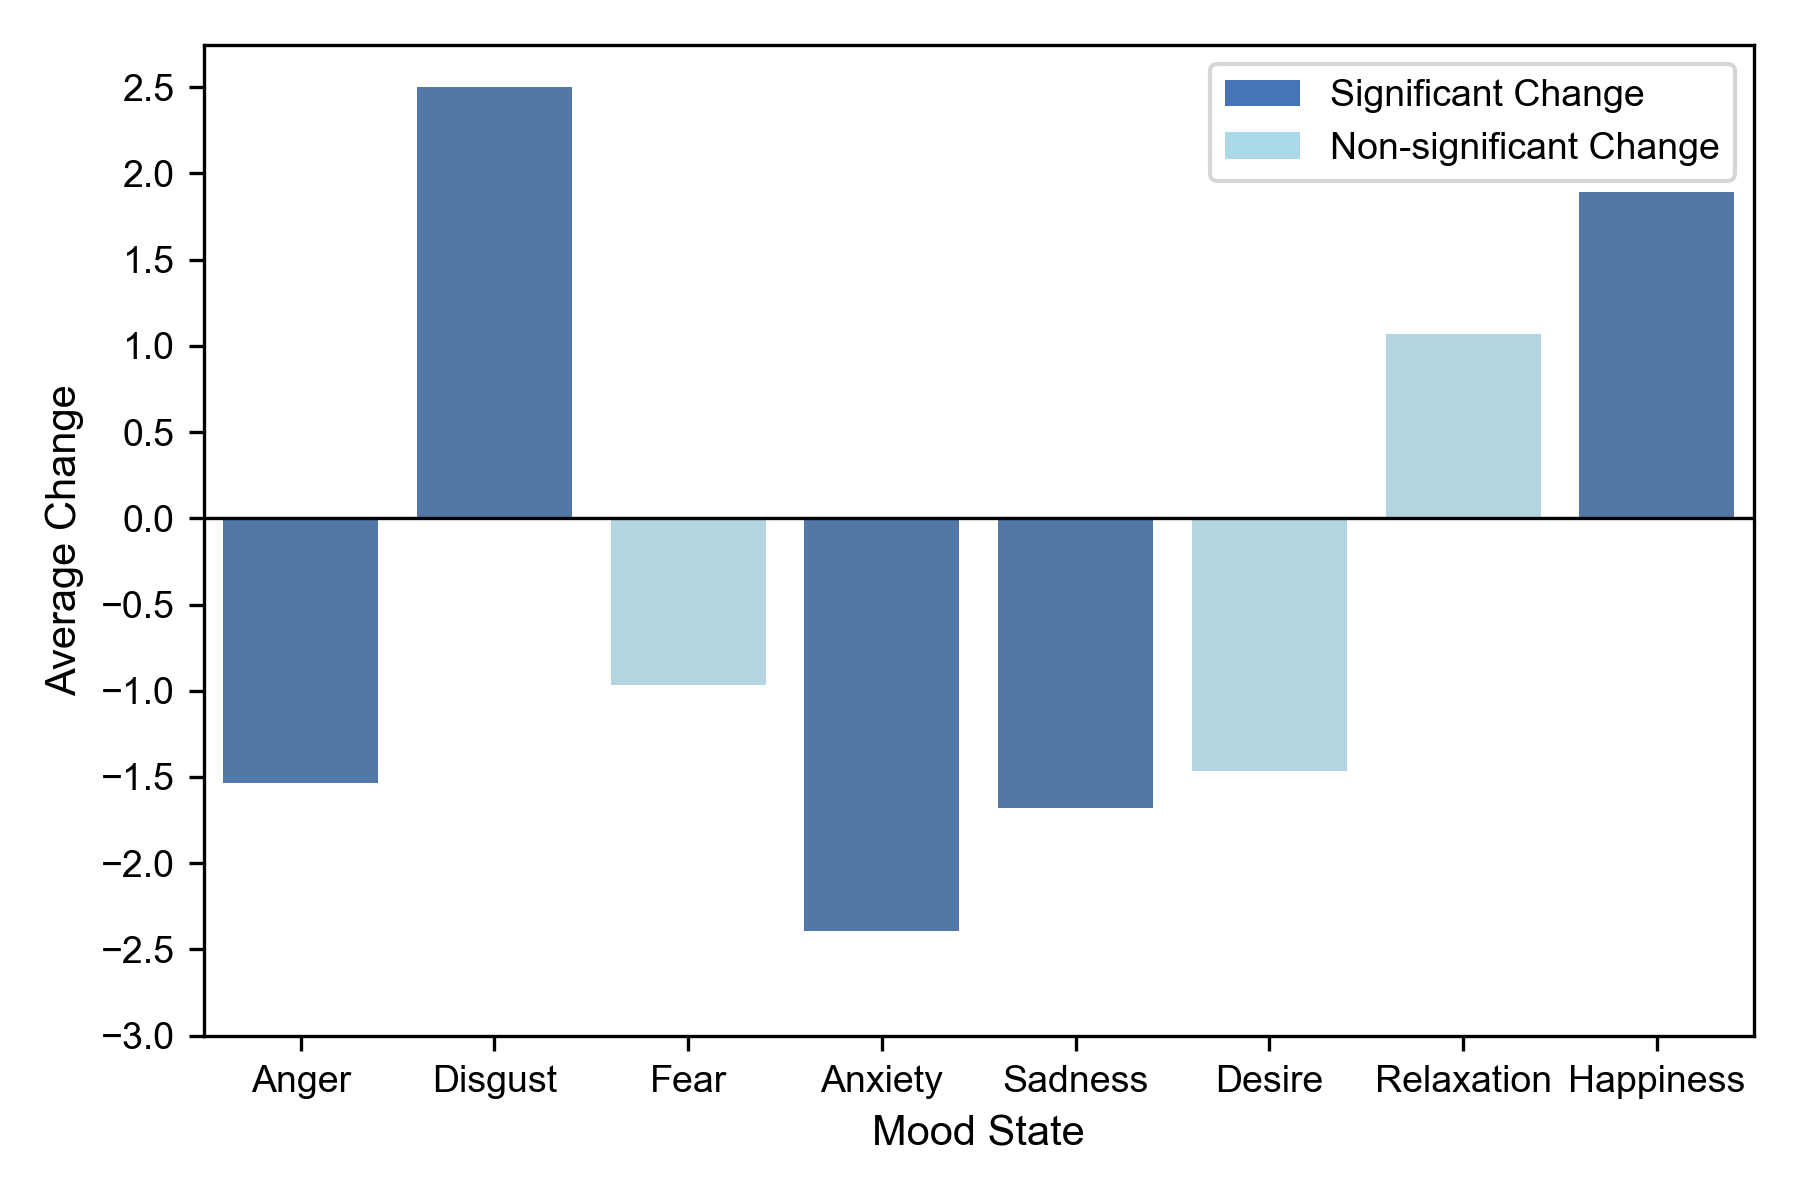 Significant Change
Non-significant Change
2.5
2.0
1.5
1.0
0.5
0.0
−0.5
−1.0
−1.5
−2.0
−2.5
−3.0
Average Change
Anger Disgust Fear Anxiety Sadness Desire Relaxation Happiness
Mood State